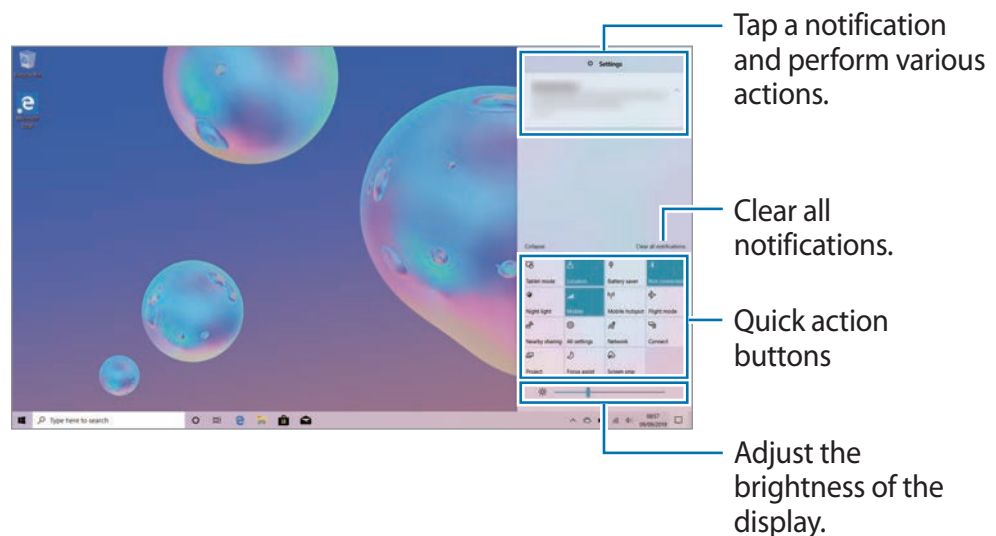 Tap a notification
and perform various
actions.
Settings
Clear all
notifications.
Collapse
Clear all notifications
Tablet mode
Location
Battery saver
Not connected
Night light
Mobile
Mobile hotspot
Flight mode
Nearby sharing
All settings
Network
Connect
Project
Focus assist
Screen snip
Quick action
buttons
Type here to search
Adjust the
brightness of the
display.